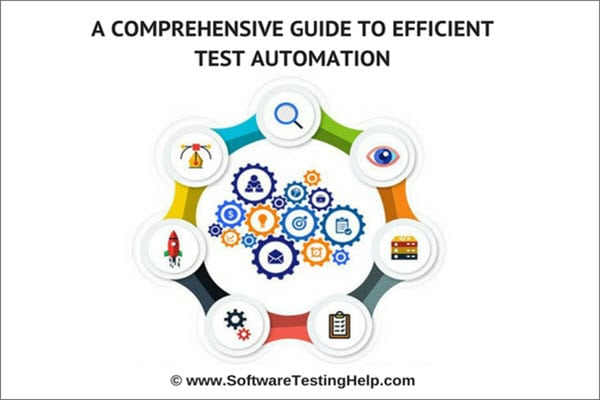 A COMPREHENSIVE GUIDE TO EFFICIENT
TEST AUTOMATION
© www.SoftwareTestingHelp.com